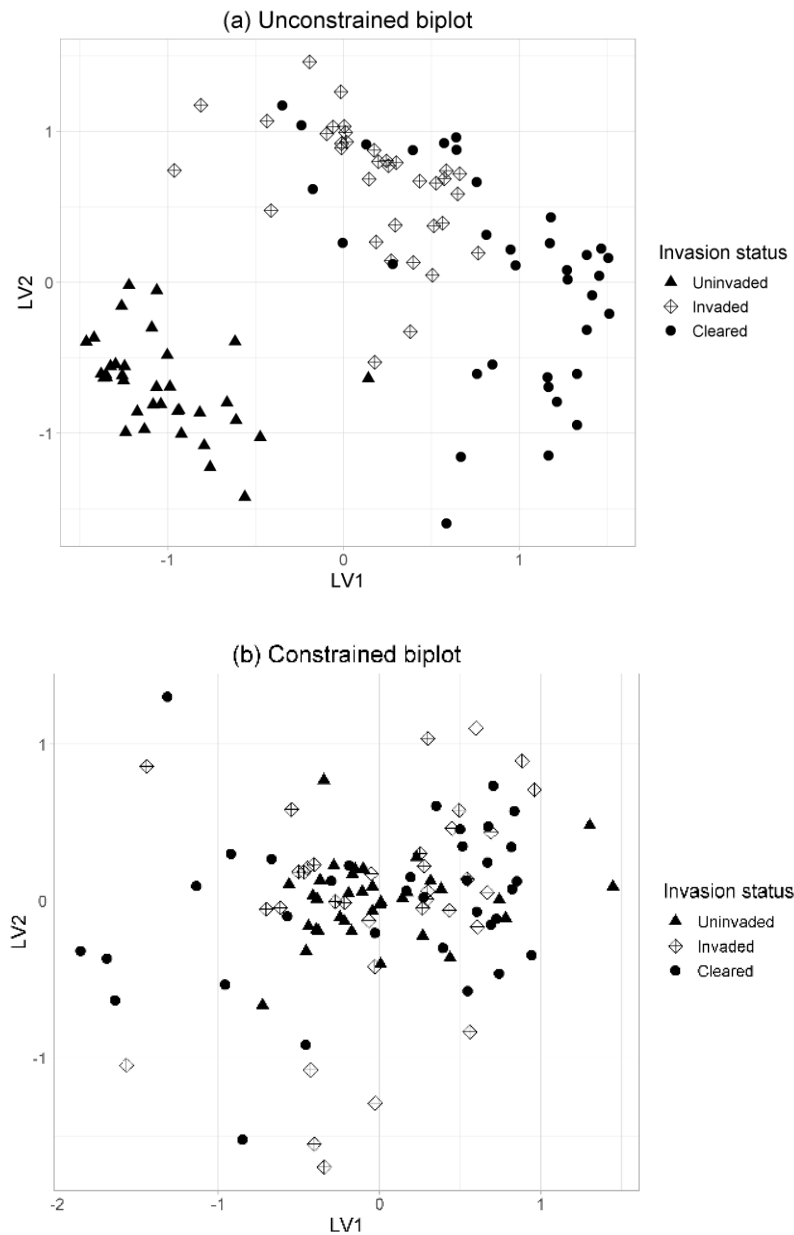 (a) Unconstrained biplot
1
0
-1
LV2
-1
0
1
LV1
Invasion status
Uninvaded
Invaded
Cleared
(b) Constrained biplot
1
0
-1
LV2
-2
-1
0
1
LV1
Invasion status
Uninvaded
Invaded
Cleared